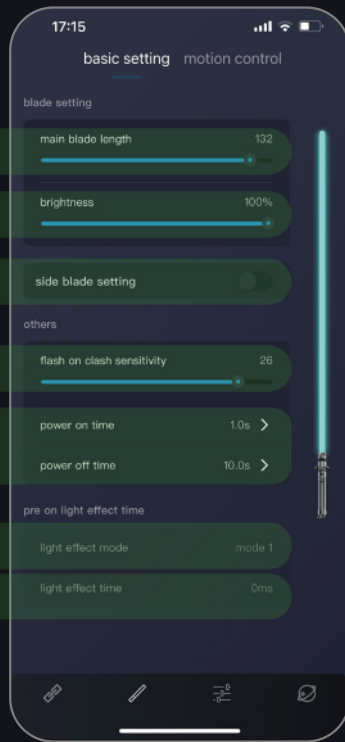 17:15
basic setting motion control
blade setting
main blade length 132
brightness 100%
side blade setting
others
flash on clash sensitivity 26
power on time 1.0s
power off time 10.0s
pre on light effect time
light effect mode mode 1
light effect time 0ms